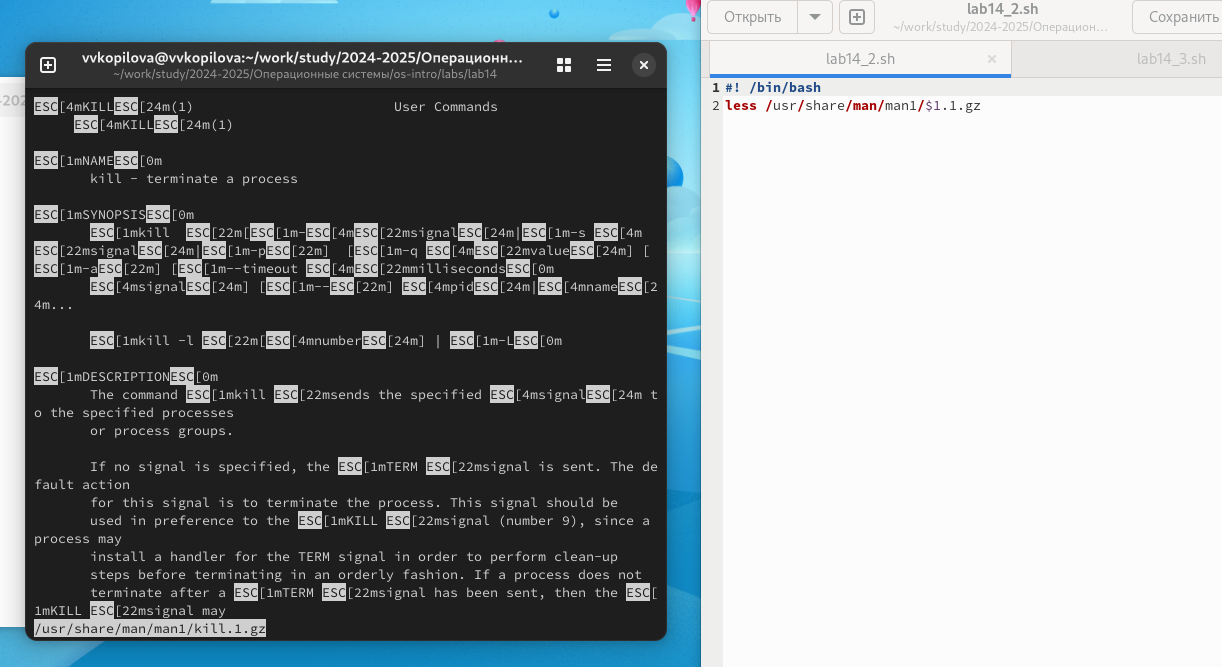 vvkopilova@vvkopilova:~/work/study/2024-2025/Операционн...
~/work/study/2024-2025/Операционные системы/os-intro/labs/lab14
ESC[4mKILLESC[24m(1) User Commands
ESC[4mKILLESC[24m(1)
ESC[1mNAMEESC[0m
kill - terminate a process
ESC[1mSYNOPSISESC[0m
ESC[1mkill ESC[22m[ESC[1m-ESC[4mESC[22msignalESC[24m|ESC[1m-s ESC[4m
ESC[22msignalESC[24m|ESC[1m-pESC[22m] [ESC[1m-q ESC[4mESC[22mvalueESC[24m] [
ESC[1m-aESC[22m] [ESC[1m--timeout ESC[4mESC[22mmillisecondsESC[0m
ESC[4msignalESC[24m] [ESC[1m--ESC[22m] ESC[4mpidESC[24m|ESC[4mnameESC[2
4m...
ESC[1mkill -l ESC[22m[ESC[4mnumberESC[24m] | ESC[1m-LESC[0m
ESC[1mDESCRIPTIONESC[0m
The command ESC[1mkill ESC[22msends the specified ESC[4msignalESC[24m t
o the specified processes
or process groups.
If no signal is specified, the ESC[1mTERM ESC[22msignal is sent. The de
fault action
for this signal is to terminate the process. This signal should be
used in preference to the ESC[1mKILL ESC[22msignal (number 9), since a
process may
install a handler for the TERM signal in order to perform clean-up
steps before terminating in an orderly fashion. If a process does not
terminate after a ESC[1mTERM ESC[22msignal has been sent, then the ESC[
1mKILL ESC[22msignal may
/usr/share/man/man1/kill.1.gz
Открыть
lab14_2.sh
~/work/study/2024-2025/Операцион...
Сохранить
lab14_2.sh
lab14_3.sh
1 #! /bin/bash
2 less /usr/share/man/man1/$1.1.gz